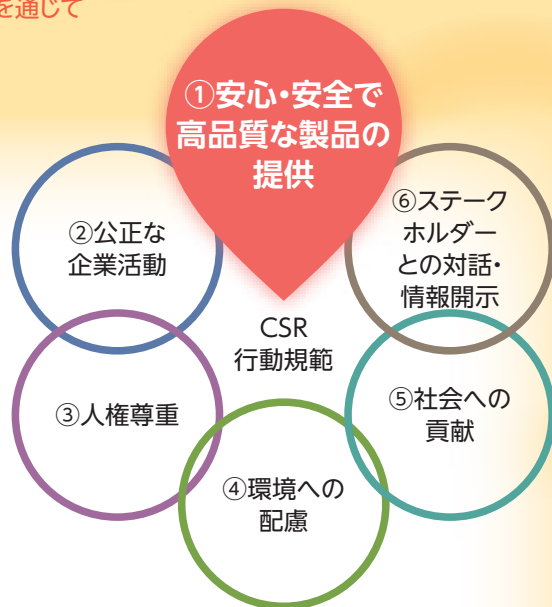 を通じて
①安心・安全で
高品質な製品の
提供
②公正な
企業活動
⑥ステーク
ホルダー
との対話・
情報開示
CSR
行動規範
③人権尊重
⑤社会への
貢献
④環境への
配慮